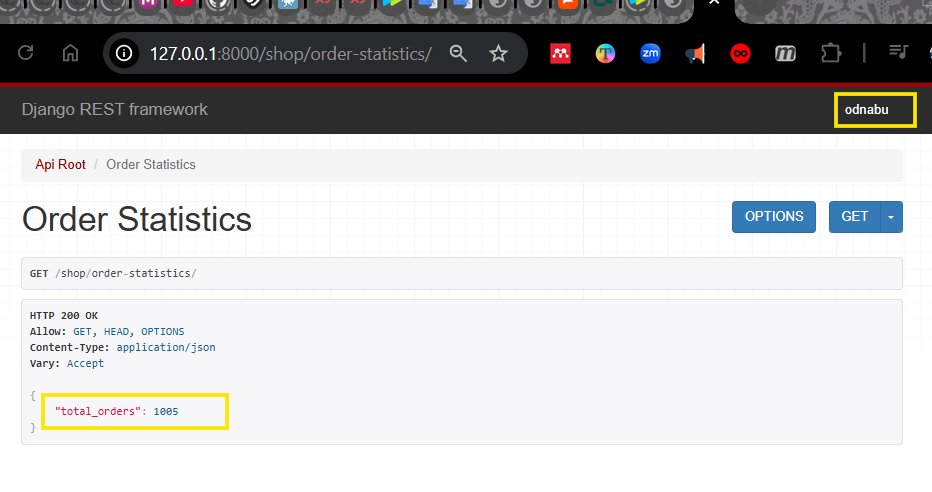 127.0.0.1:8000/shop/order-statistics/
zm
m
Django REST framework
odnabu
Api Root / Order Statistics
Order Statistics
OPTIONS
GET
GET /shop/order-statistics/
HTTP 200 OK
Allow: GET, HEAD, OPTIONS
Content-Type: application/json
Vary: Accept
{
"total_orders": 1005
}